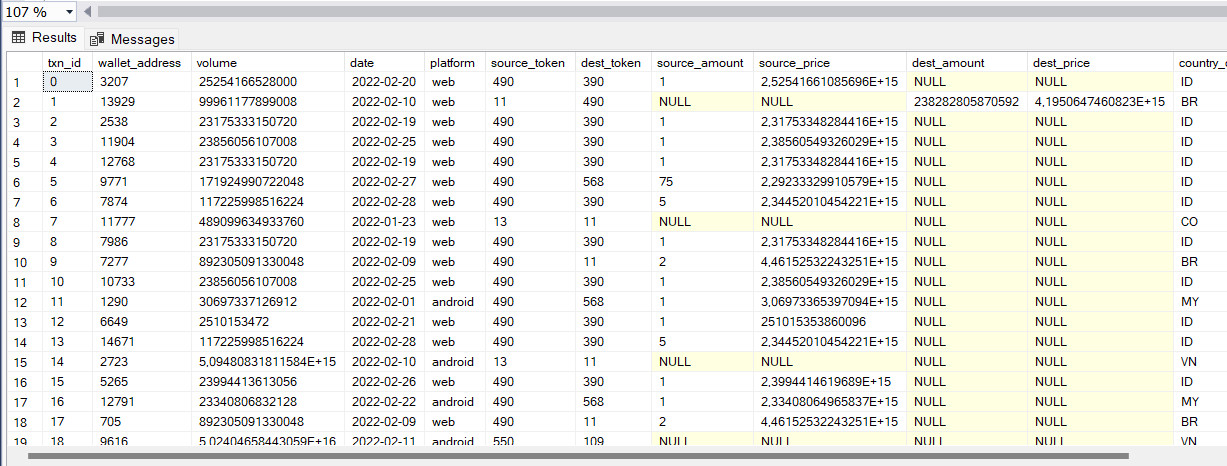 107 %
Results Messages
txn_id wallet_address volume date platform source_token dest_token source_amount source_price dest_amount dest_price country_c
1 0 3207 25254166528000 2022-02-20 web 490 390 1 2,52541661085696E+15 NULL NULL ID
2 1 13929 99961177899008 2022-02-10 web 11 490 NULL NULL 238282805870592 4,1950647460823E+15 BR
3 2 2538 23175333150720 2022-02-19 web 490 390 1 2,31753348284416E+15 NULL NULL ID
4 3 11904 23856056107008 2022-02-25 web 490 390 1 2,38560549326029E+15 NULL NULL ID
5 4 12768 23175333150720 2022-02-19 web 490 390 1 2,31753348284416E+15 NULL NULL ID
6 5 9771 171924990722048 2022-02-27 web 490 568 75 2,29233329910579E+15 NULL NULL ID
7 6 7874 117225998516224 2022-02-28 web 490 568 5 2,34452010454221E+15 NULL NULL ID
8 7 11777 489099634933760 2022-01-23 web 13 11 NULL NULL NULL NULL CO
9 8 7986 23175333150720 2022-02-19 web 490 390 1 2,31753348284416E+15 NULL NULL ID
10 9 7277 892305091330048 2022-02-09 web 490 11 2 4,46152532243251E+15 NULL NULL BR
11 10 10733 23856056107008 2022-02-25 web 490 390 1 2,38560549326029E+15 NULL NULL ID
12 11 1290 30697337126912 2022-02-01 android 490 568 1 3,06973365397094E+15 NULL NULL MY
13 12 6649 2510153472 2022-02-21 web 490 390 1 251015353860096 NULL NULL ID
14 13 14671 117225998516224 2022-02-28 web 490 390 5 2,34452010454221E+15 NULL NULL ID
15 14 2723 5,09480831811584E+15 2022-02-10 android 13 11 NULL NULL NULL NULL VN
16 15 5265 23994413613056 2022-02-26 web 490 390 1 2,3994414619689E+15 NULL NULL ID
17 16 12791 23340806832128 2022-02-22 android 490 568 1 2,33408064965837E+15 NULL NULL MY
18 17 705 892305091330048 2022-02-09 web 490 11 2 4,46152532243251E+15 NULL NULL BR
19 18 9616 5,02404658443059E+16 2022-02-11 android 550 109 NULL NULL NULL NULL VN